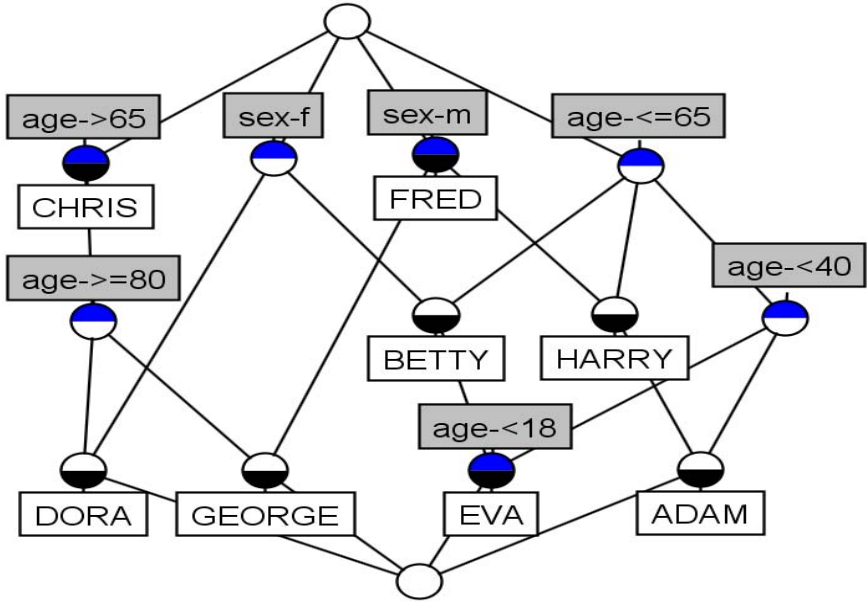 age->65
sex-f
sex-m
age-<=65
CHRIS
FRED
age->=80
age-<40
BETTY
HARRY
age-<18
DORA
GEORGE
EVA
ADAM